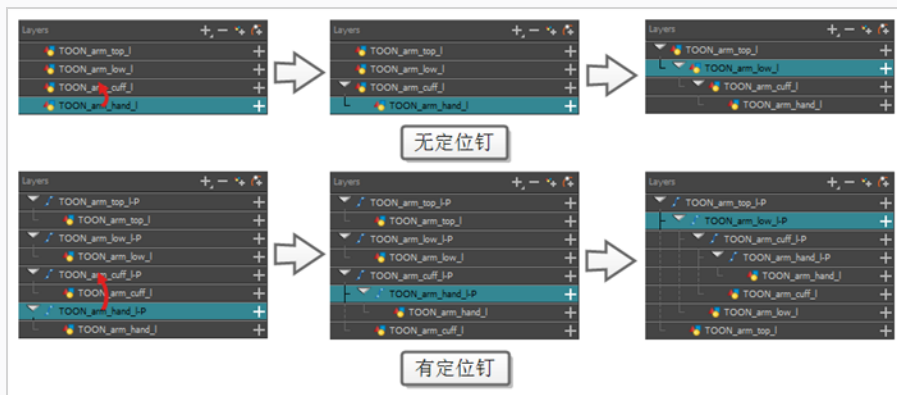 Layers
TOON_arm_top_l
TOON_arm_low_l
TOON_arm_cuff_l
TOON_arm_hand_l
Layers
TOON_arm_top_l
TOON_arm_low_l
TOON_arm_cuff_l
TOON_arm_hand_l
Layers
TOON_arm_top_l
TOON_arm_low_l
TOON_arm_cuff_l
TOON_arm_hand_l
无定位钉
Layers
TOON_arm_top_l-P
TOON_arm_top_l
TOON_arm_low_l-P
TOON_arm_low_l
TOON_arm_cuff_l-P
TOON_arm_cuff_l
TOON_arm_hand_l-P
TOON_arm_hand_l
Layers
TOON_arm_top_l-P
TOON_arm_top_l
TOON_arm_low_l-P
TOON_arm_low_l
TOON_arm_cuff_l-P
TOON_arm_hand_l-P
TOON_arm_hand_l
TOON_arm_cuff_l
Layers
TOON_arm_top_l-P
TOON_arm_low_l-P
TOON_arm_cuff_l-P
TOON_arm_hand_l-P
TOON_arm_hand_l
TOON_arm_cuff_l
TOON_arm_low_l
TOON_arm_top_l
有定位钉